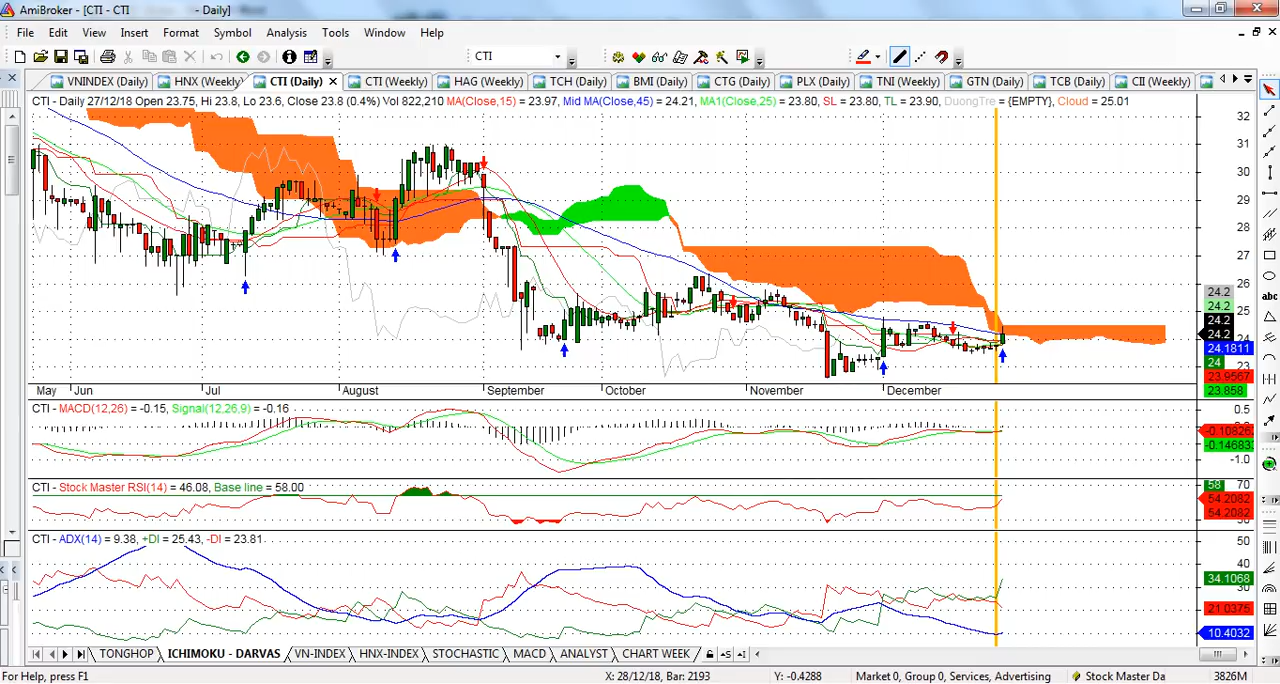 AmiBroker - [CTI - CTI - Daily]
File Edit View Insert Format Symbol Analysis Tools Window Help
CTI
VNINDEX (Daily) HNX (Weekly) CTI (Daily) CTI (Weekly) HAG (Weekly) TCH (Daily) BMI (Daily) CTG (Daily) PLX (Daily) TNI (Weekly) GTN (Daily) TCB (Daily) CII (Weekly)
CTI - Daily 27/12/18 Open 23.75, Hi 23.8, Lo 23.6, Close 23.8 (0.4%) Vol 822,210 MA(Close,15) = 23.97, Mid MA(Close,45) = 24.21, MA1(Close,25) = 23.80, SL = 23.80, TL = 23.90, DuongTre = {EMPTY}, Cloud = 25.01
32
31
30
29
28
27
26
25
24.2
24.2
24.2
24
24.2
24.1811
24
23
23.9567
23.858
May Jun Jul August September October November December
CTI - MACD(12,26) = -0.15, Signal(12,26,9) = -0.16
0.5
-0.10826
-0.14683
-1.0
CTI - Stock Master RSI(14) = 46.08, Base line = 58.00
58 70
54.2082
54.2082
CTI - ADX(14) = 9.38, +DI = 25.43, -DI = 23.81
50
40
34.1068
30
21.0375
10.4032
TONGHOP ICHIMOKU - DARVAS VN-INDEX HNX-INDEX STOCHASTIC MACD ANALYST CHART WEEK
For Help, press F1 X: 28/12/18, Bar: 2193 Y: -0.4288 Market 0, Group 0, Services, Advertising Stock Master Da 3826M